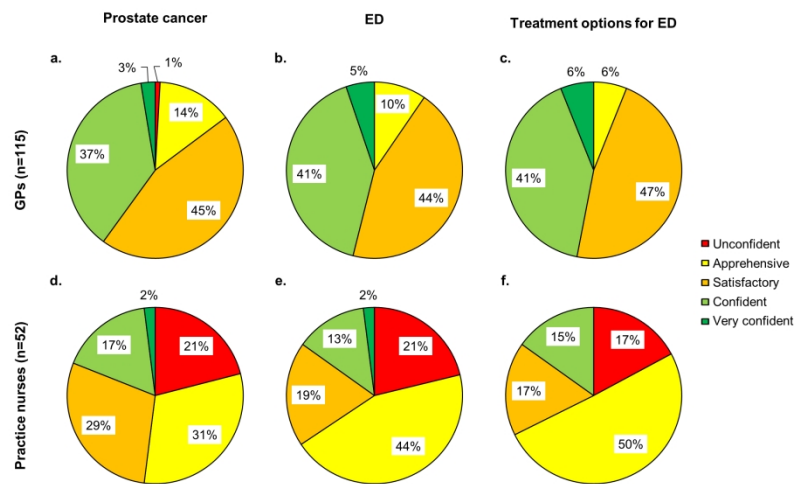 Prostate cancer
ED
Treatment options for ED
GPs (n=115)
a.
3%
1%
14%
37%
45%
b.
5%
10%
41%
44%
c.
6%
6%
41%
47%
Unconfident
Apprehensive
Satisfactory
Confident
Very confident
Practice nurses (n=52)
d.
2%
17%
21%
29%
31%
e.
2%
13%
21%
19%
44%
f.
15%
17%
17%
50%